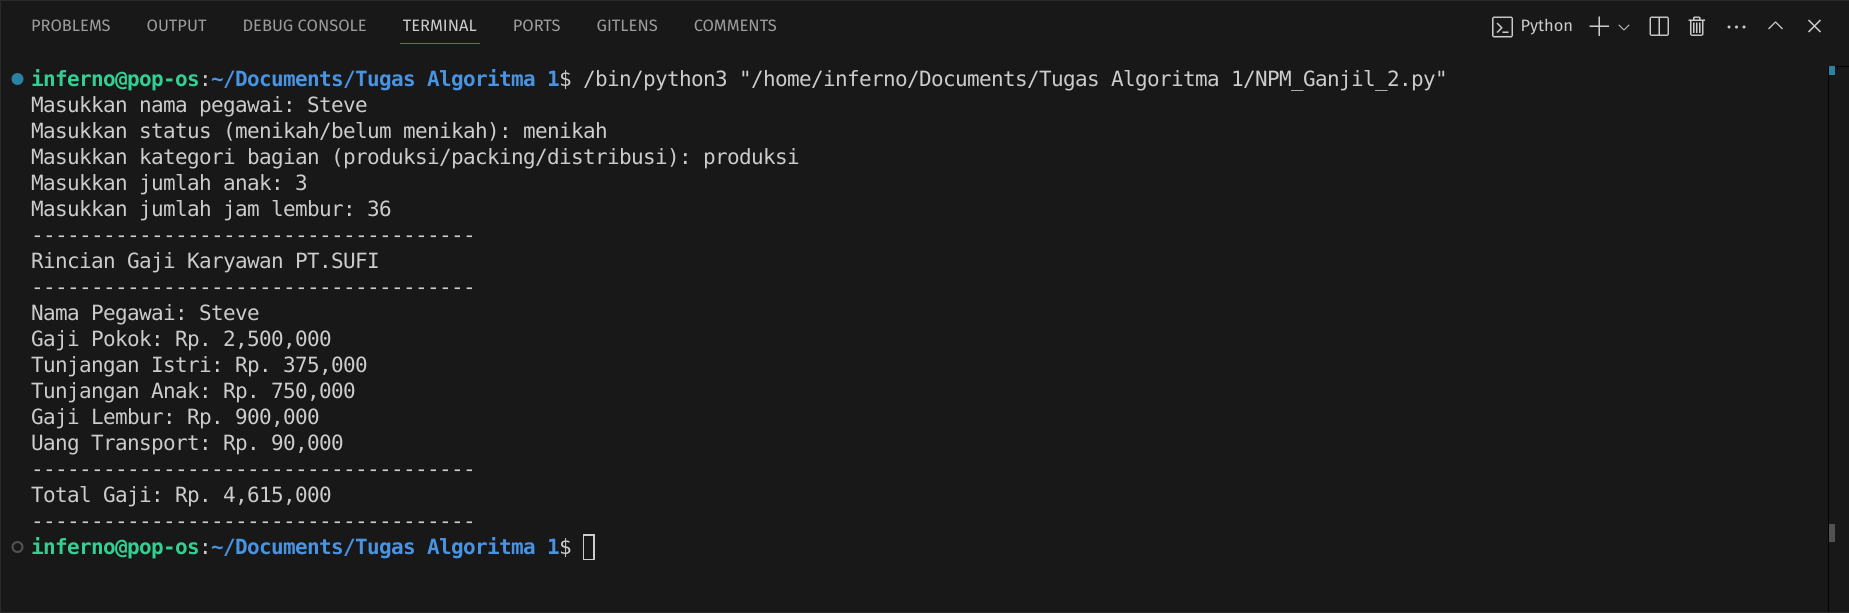 PROBLEMS OUTPUT DEBUG CONSOLE TERMINAL PORTS GITLENS COMMENTS Python
inferno@pop-os:~/Documents/Tugas Algoritma 1$ /bin/python3 "/home/inferno/Documents/Tugas Algoritma 1/NPM_Ganjil_2.py"
Masukkan nama pegawai: Steve
Masukkan status (menikah/belum menikah): menikah
Masukkan kategori bagian (produksi/packing/distribusi): produksi
Masukkan jumlah anak: 3
Masukkan jumlah jam lembur: 36
-------------------------------------
Rincian Gaji Karyawan PT.SUFI
-------------------------------------
Nama Pegawai: Steve
Gaji Pokok: Rp. 2,500,000
Tunjangan Istri: Rp. 375,000
Tunjangan Anak: Rp. 750,000
Gaji Lembur: Rp. 900,000
Uang Transport: Rp. 90,000
-------------------------------------
Total Gaji: Rp. 4,615,000
-------------------------------------
inferno@pop-os:~/Documents/Tugas Algoritma 1$